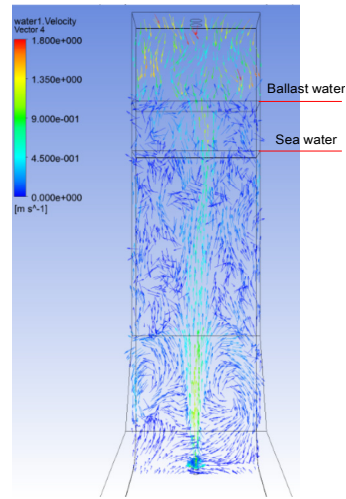 water1.Velocity
Vector 4
1.800e+000
1.350e+000
9.000e-001
4.500e-001
0.000e+000
[m s^-1]
Ballast water
Sea water